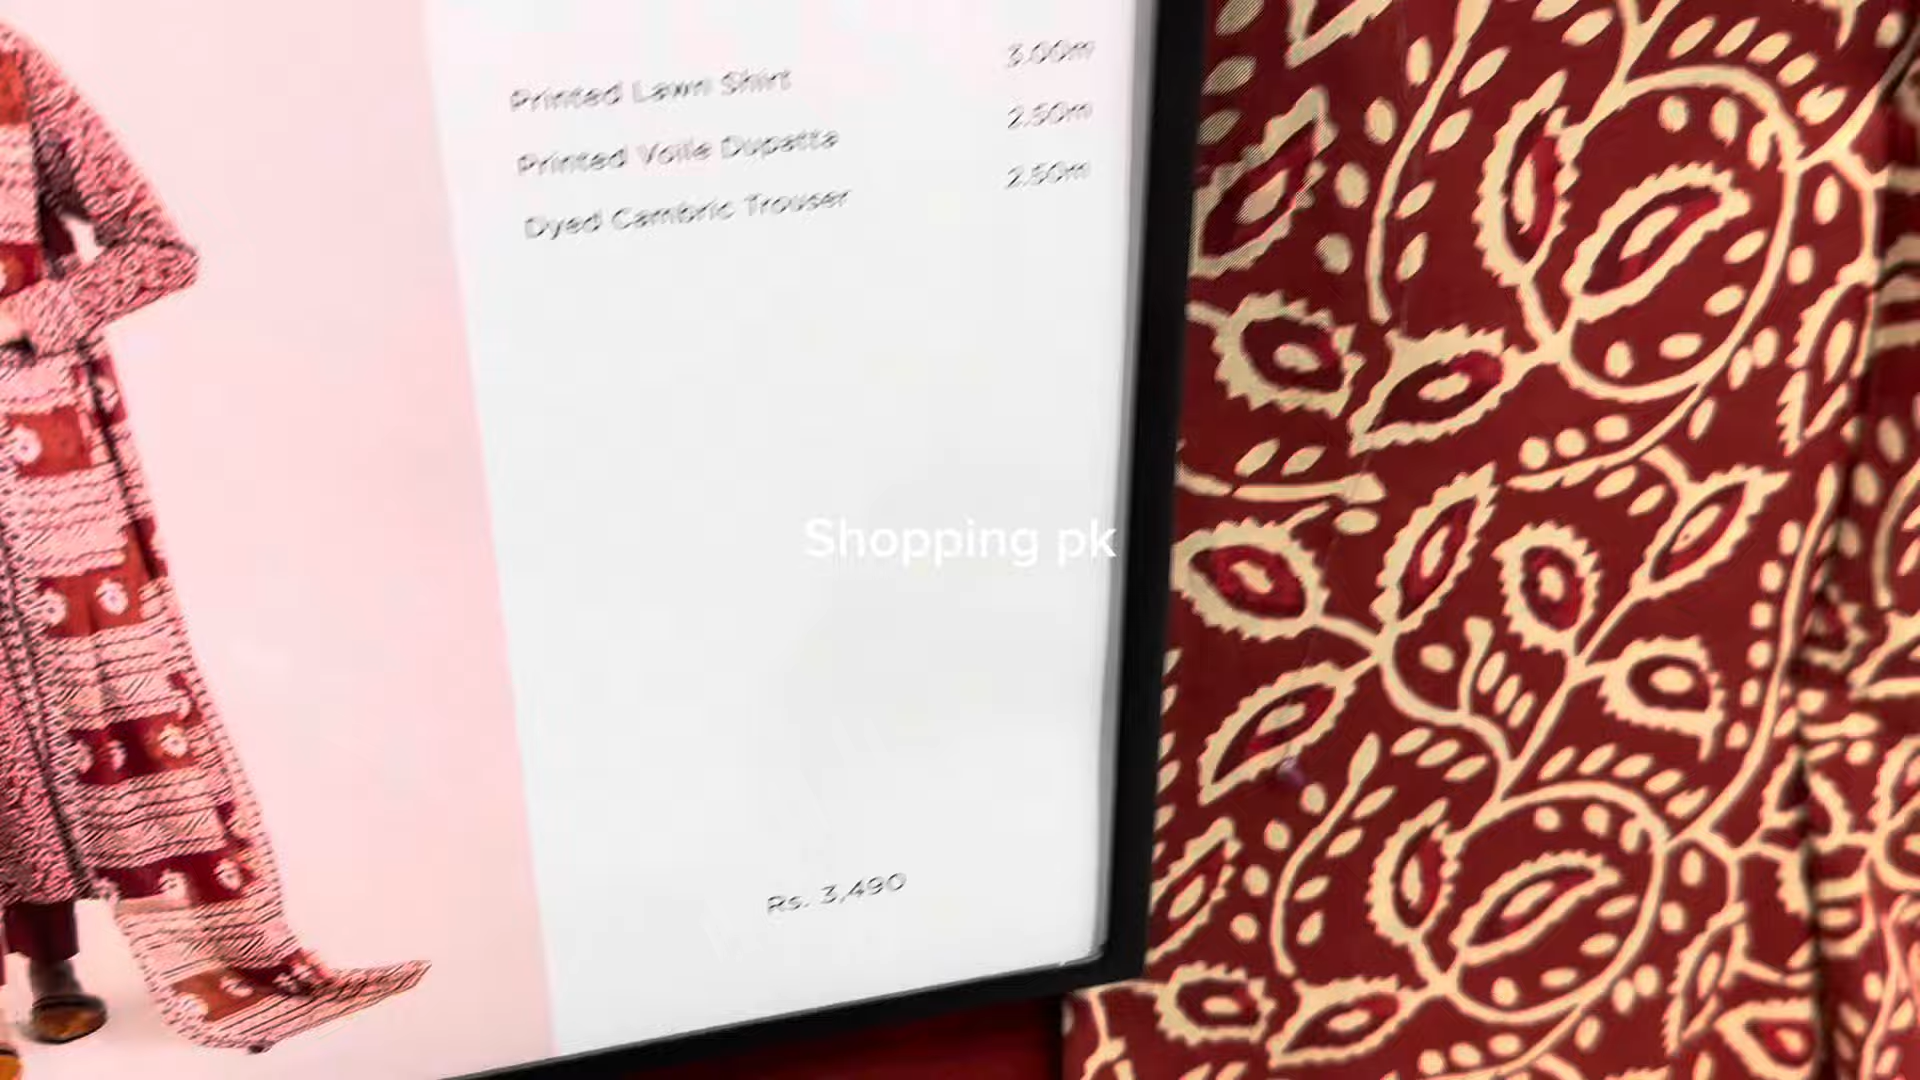 Printed Lawn Shirt 3.00m
Printed Voile Dupatta 2.50m
Dyed Cambric Trouser 2.50m
Shopping pk
Rs. 3,490